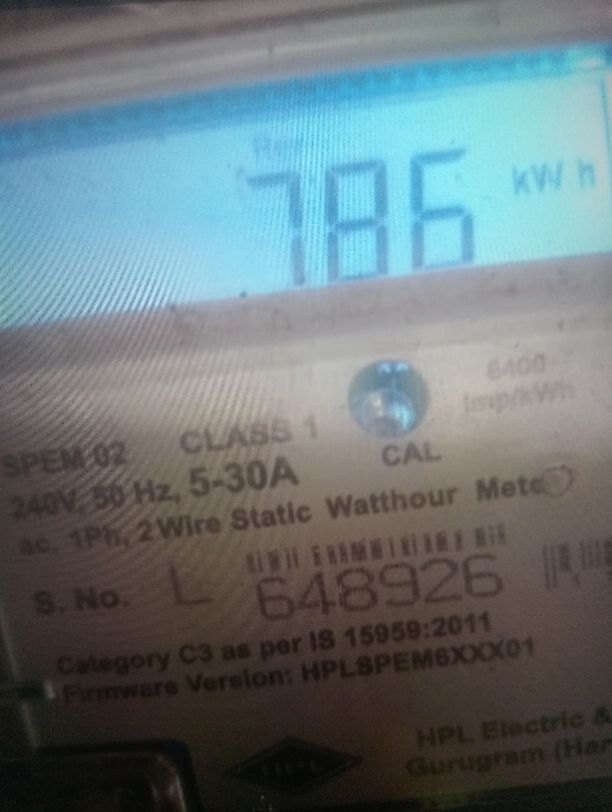 786 kWh
6400
Imp/kWh
SPEM 02 CLASS 1
CAL
240V, 50 Hz, 5-30A
ac, 1Ph, 2 Wire Static Watthour
S. No. L 648926
Category C3 as per IS 15959:2011
Firmware Version: HPLSPEM6XXX01
HPL
HPL Electric &
Gurugram (Har